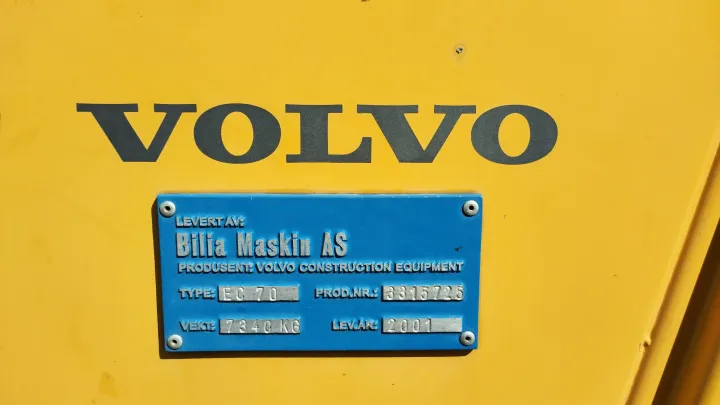 VOLVO
LEVERT AV:
Bilia Maskin AS
PRODUSENT: VOLVO CONSTRUCTION EQUIPMENT
TYPE: EC 70 PROD.NR.: 3315725
VEKT: 7340 KG LEV.ÅR: 2001